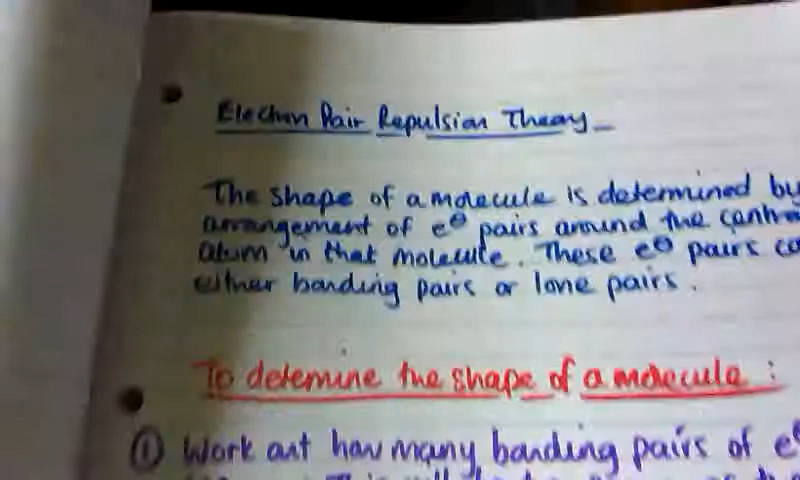 Electron Pair Repulsion Theory
The shape of a molecule is determined by
arrangement of e⊖ pairs around the
atom in that molecule. These e⊖ pairs
either bonding pairs or lone pairs.
To determine the shape of a molecule :
① Work out how many bonding pairs of e⊖